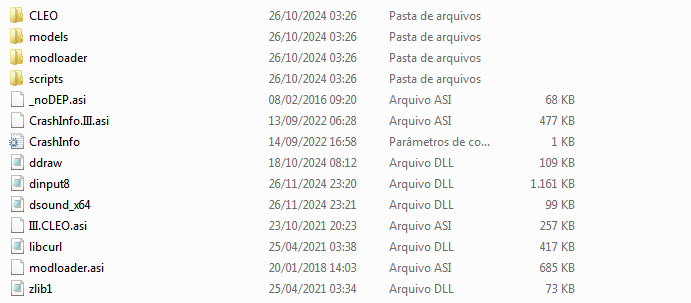 CLEO 26/10/2024 03:26 Pasta de arquivos
models 26/10/2024 03:26 Pasta de arquivos
modloader 26/10/2024 03:26 Pasta de arquivos
scripts 26/10/2024 03:26 Pasta de arquivos
_noDEP.asi 08/02/2016 09:20 Arquivo ASI 68 KB
CrashInfo.III.asi 13/09/2022 06:28 Arquivo ASI 477 KB
CrashInfo 14/09/2022 16:58 Parâmetros de co... 1 KB
ddraw 18/10/2024 08:12 Arquivo DLL 109 KB
dinput8 26/11/2024 23:20 Arquivo DLL 1.161 KB
dsound_x64 26/11/2024 23:21 Arquivo DLL 99 KB
III.CLEO.asi 23/10/2021 20:23 Arquivo ASI 257 KB
libcurl 25/04/2021 03:38 Arquivo DLL 417 KB
modloader.asi 20/01/2018 14:03 Arquivo ASI 685 KB
zlib1 25/04/2021 03:34 Arquivo DLL 73 KB